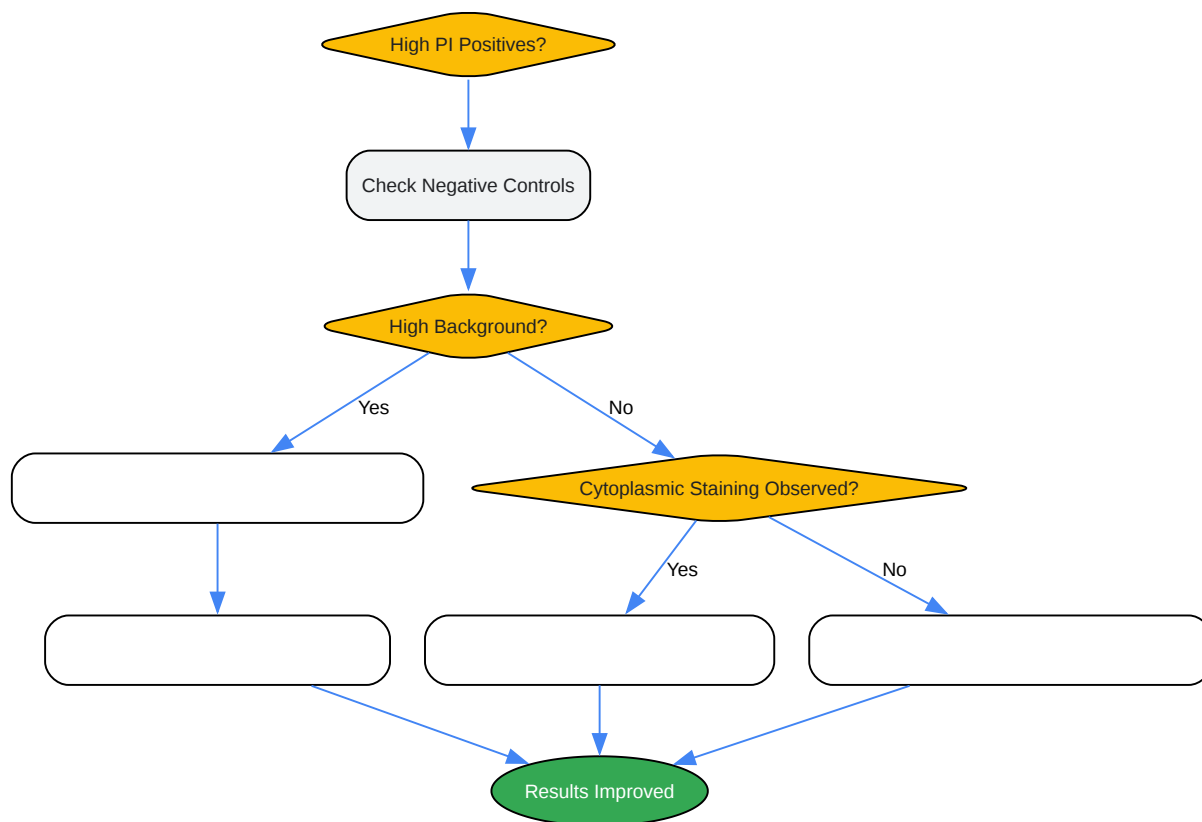 High PI Positives?
Check Negative Controls
High Background?
Yes
No
Cytoplasmic Staining Observed?
Yes
No
Results Improved